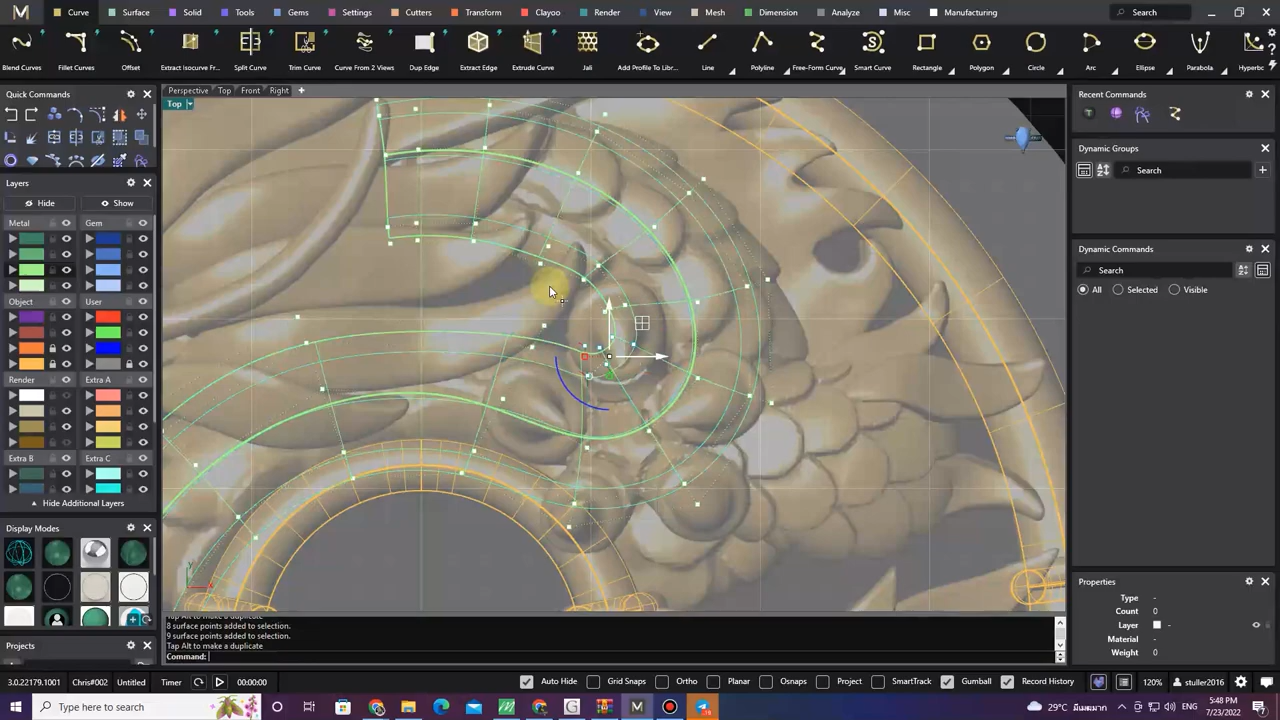 Curve Surface Solid Tools Gems Settings Cutters Transform Clayoo Render View Mesh Dimension Analyze Misc Manufacturing Search
Blend Curves Fillet Curves Offset Extract Isocurve Fr... Split Curve Trim Curve Curve From 2 Views Dup Edge Extract Edge Extrude Curve Jali Add Profile To Libr... Line Polyline Free-Form Curve Smart Curve Rectangle Polygon Circle Arc Ellipse Parabola Hyperbc
Quick Commands
Perspective Top Front Right
Top
Recent Commands
Dynamic Groups
Search
Layers
Hide Show
Metal Gem
Dynamic Commands
Search
All Selected Visible
Object User
Render Extra A
Extra B Extra C
Hide Additional Layers
Display Modes
y
Properties
Type -
Count 0
Layer -
Material -
Weight 0
Tap Alt to make a duplicate
8 surface points added to selection.
9 surface points added to selection.
Tap Alt to make a duplicate
Command:
Projects
3.0.22179.1001 Chris#002 Untitled Timer 00:00:00 Auto Hide Grid Snaps Ortho Planar Osnaps Project SmartTrack Gumball Record History 120% stuller2016
Type here to search
29°C
5:48 PM
7/23/2022